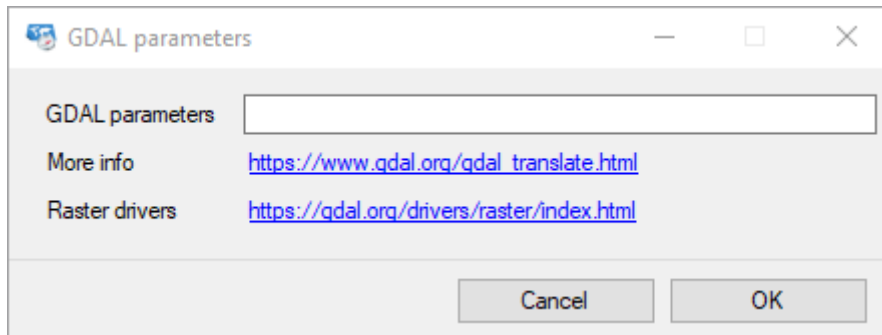 GDAL parameters
GDAL parameters
More info https://www.gdal.org/gdal_translate.html
Raster drivers https://gdal.org/drivers/raster/index.html
Cancel OK